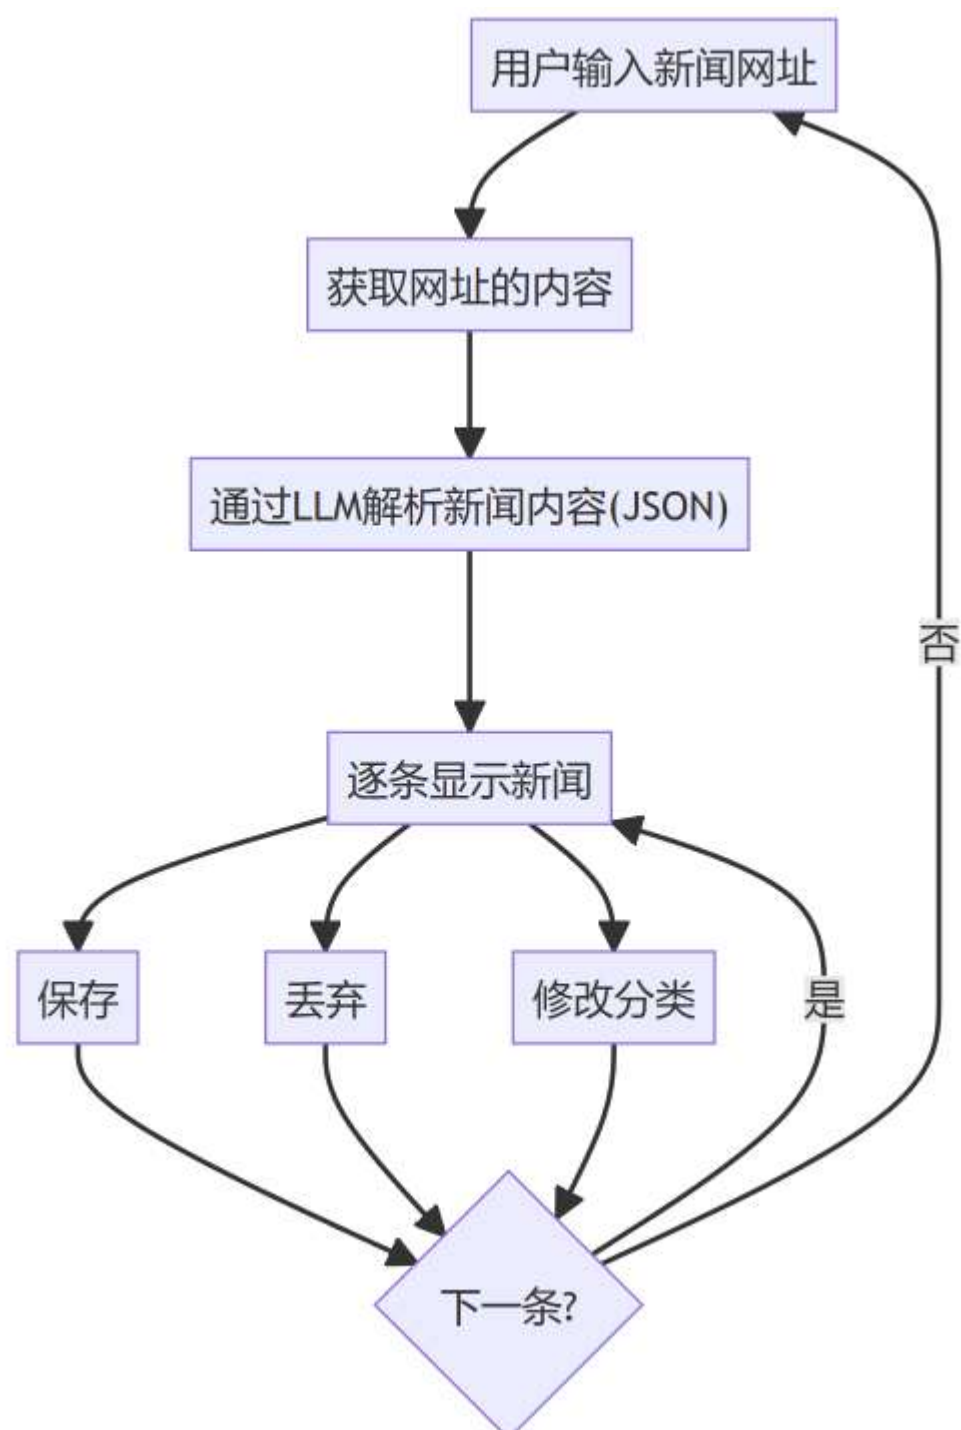 用户输入新闻网址
获取网址的内容
通过LLM解析新闻内容(JSON)
否
逐条显示新闻
保存
丢弃
修改分类
是
下一条?